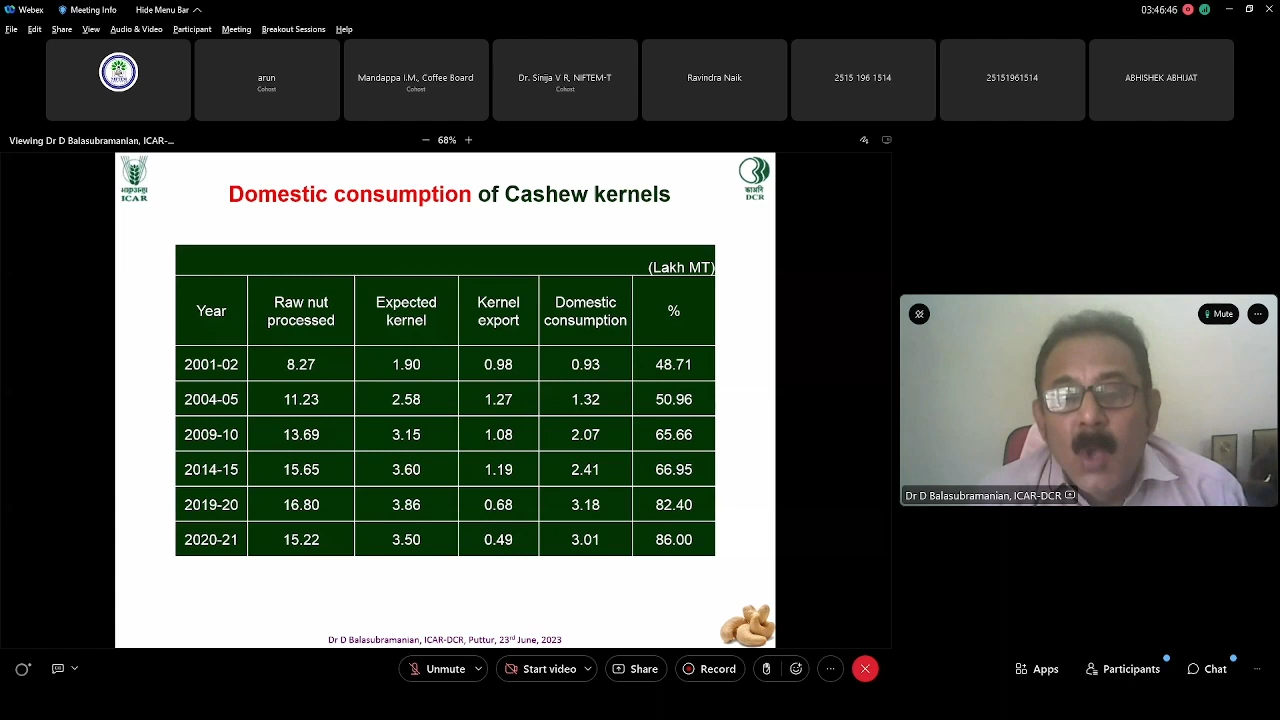 Webex
Meeting Info
Hide Menu Bar
03:46:46
File Edit Share View Audio & Video Participant Meeting Breakout Sessions Help
arun
Cohost
Mandappa I.M., Coffee Board
Cohost
Dr. Sinija V R, NIFTEM-T
Cohost
Ravindra Naik
2515 196 1514
25151961514
ABHISHEK ABHIJAT
Viewing Dr D Balasubramanian, ICAR-...
68%
ICAR
DCR
Domestic consumption of Cashew kernels
(Lakh MT)
Year Raw nut processed Expected kernel Kernel export Domestic consumption %
2001-02 8.27 1.90 0.98 0.93 48.71
2004-05 11.23 2.58 1.27 1.32 50.96
2009-10 13.69 3.15 1.08 2.07 65.66
2014-15 15.65 3.60 1.19 2.41 66.95
2019-20 16.80 3.86 0.68 3.18 82.40
2020-21 15.22 3.50 0.49 3.01 86.00
Dr D Balasubramanian, ICAR-DCR, Puttur, 23rd June, 2023
Mute
Dr D Balasubramanian, ICAR-DCR
Unmute
Start video
Share
Record
Apps
Participants
Chat